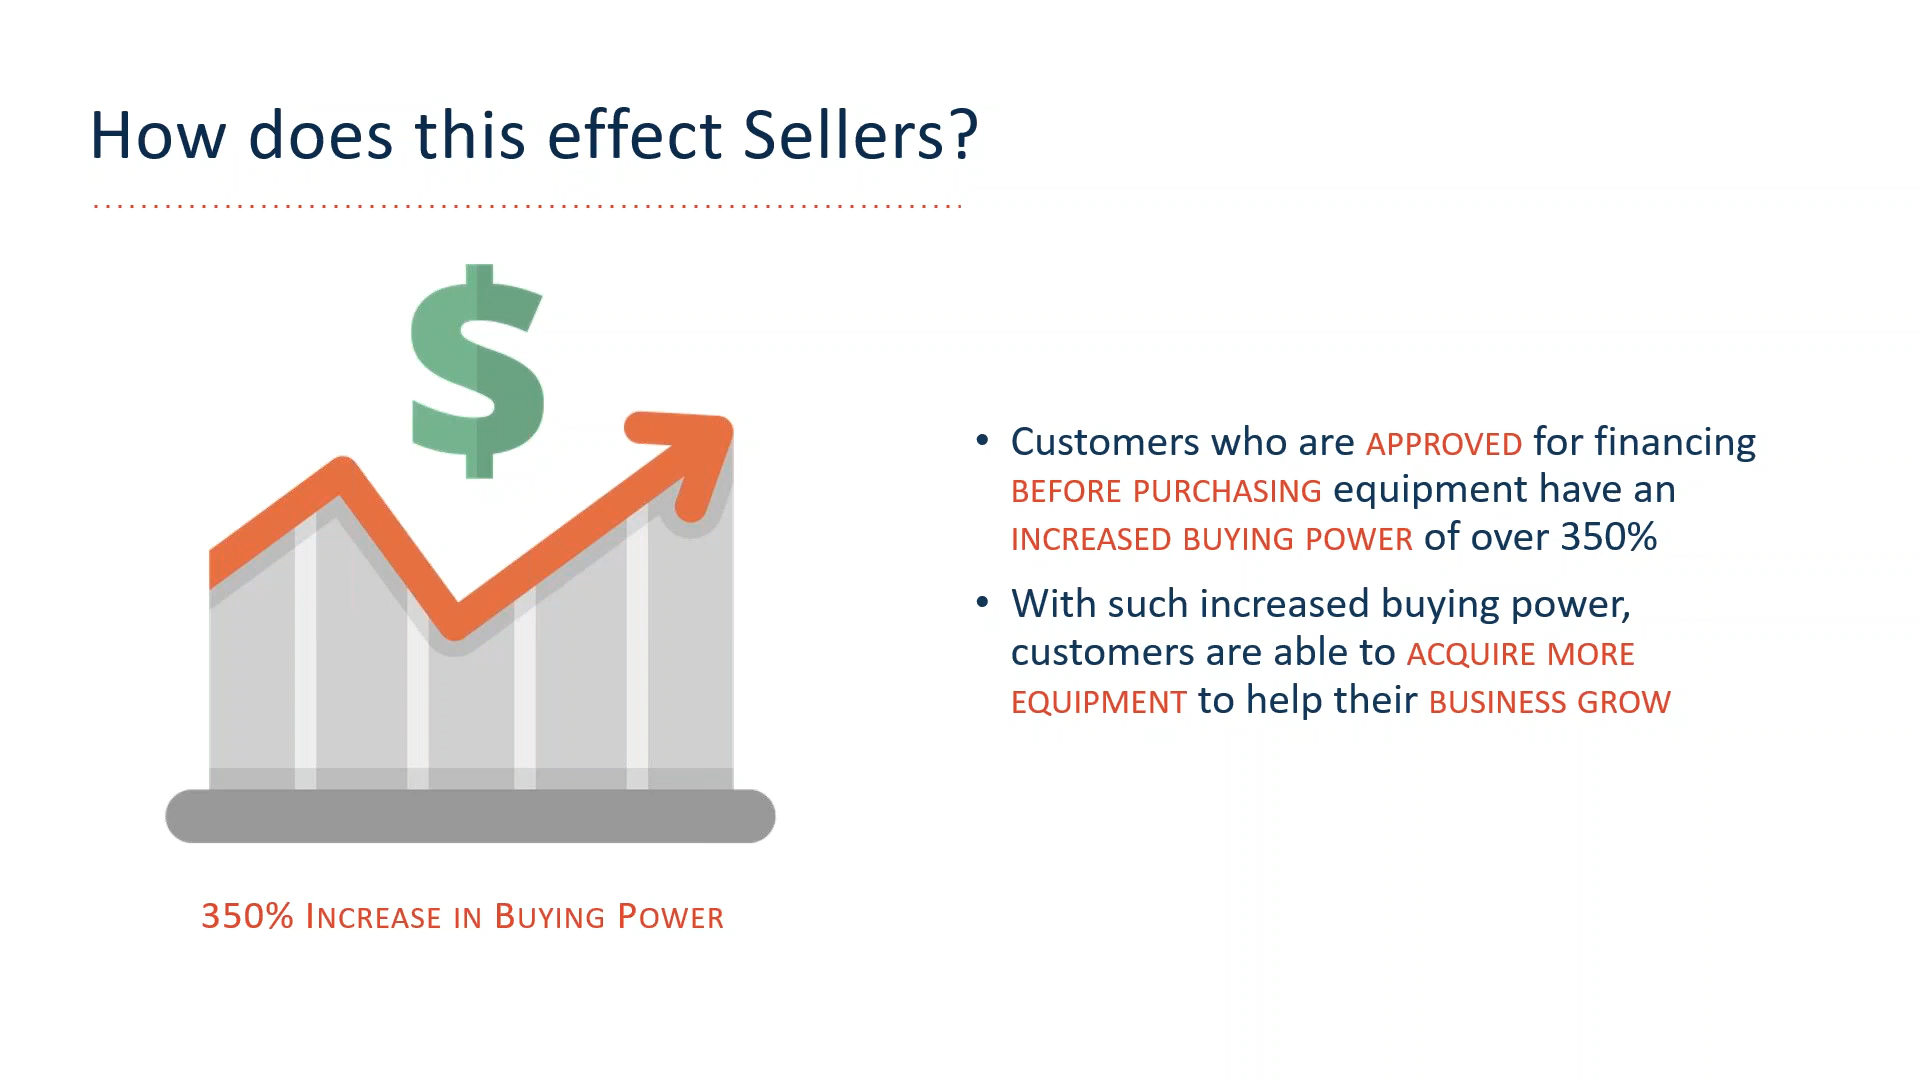 How does this effect Sellers?
$
• Customers who are APPROVED for financing
BEFORE PURCHASING equipment have an
INCREASED BUYING POWER of over 350%
• With such increased buying power,
customers are able to ACQUIRE MORE
EQUIPMENT to help their BUSINESS GROW
350% INCREASE IN BUYING POWER